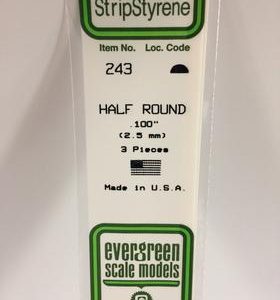 StripStyrene
Item No. Loc. Code
243
HALF ROUND
.100"
(2.5 mm)
3 Pieces
Made in U.S.A.
evergreen
scale models